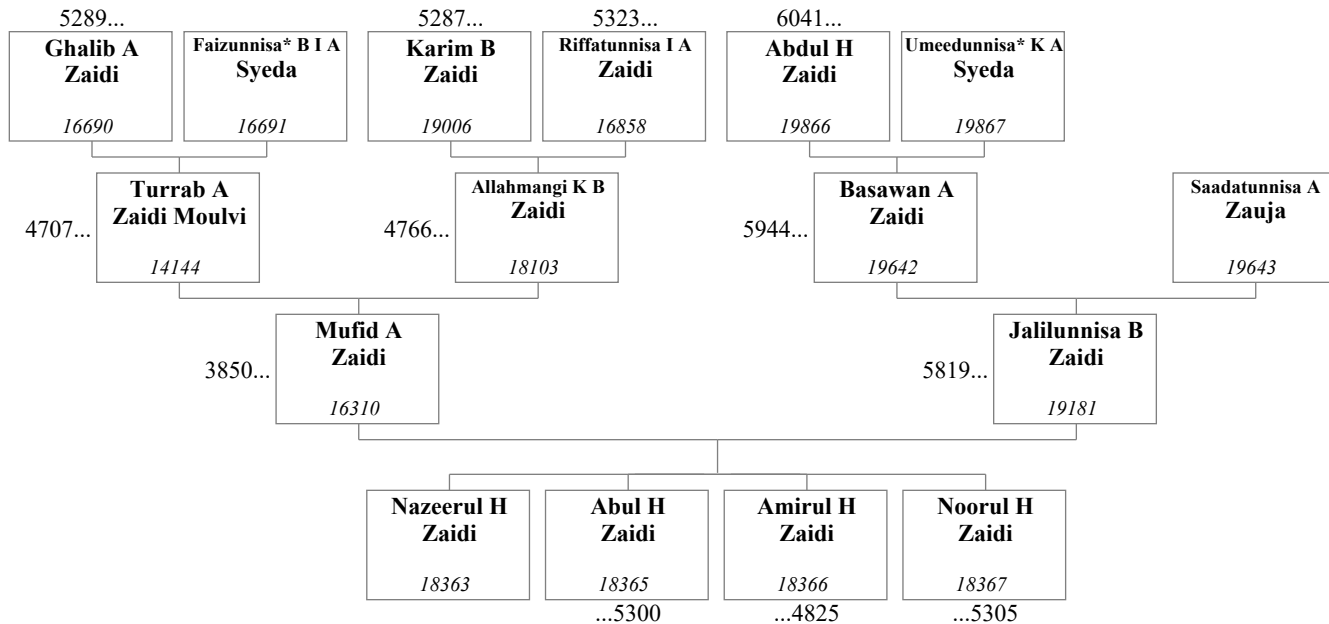 5289...
5287...
5323...
6041...
Ghalib A
Zaidi
16690
Faizunnisa* B I A
Syeda
16691
Karim B
Zaidi
19006
Riffatunnisa I A
Zaidi
16858
Abdul H
Zaidi
19866
Umeedunnisa* K A
Syeda
19867
4707...
Turrab A
Zaidi Moulvi
14144
4766...
Allahmangi K B
Zaidi
18103
5944...
Basawan A
Zaidi
19642
Saadatunnisa A
Zauja
19643
3850...
Mufid A
Zaidi
16310
5819...
Jalilunnisa B
Zaidi
19181
Nazeerul H
Zaidi
18363
Abul H
Zaidi
18365
...5300
Amirul H
Zaidi
18366
...4825
Noorul H
Zaidi
18367
...5305